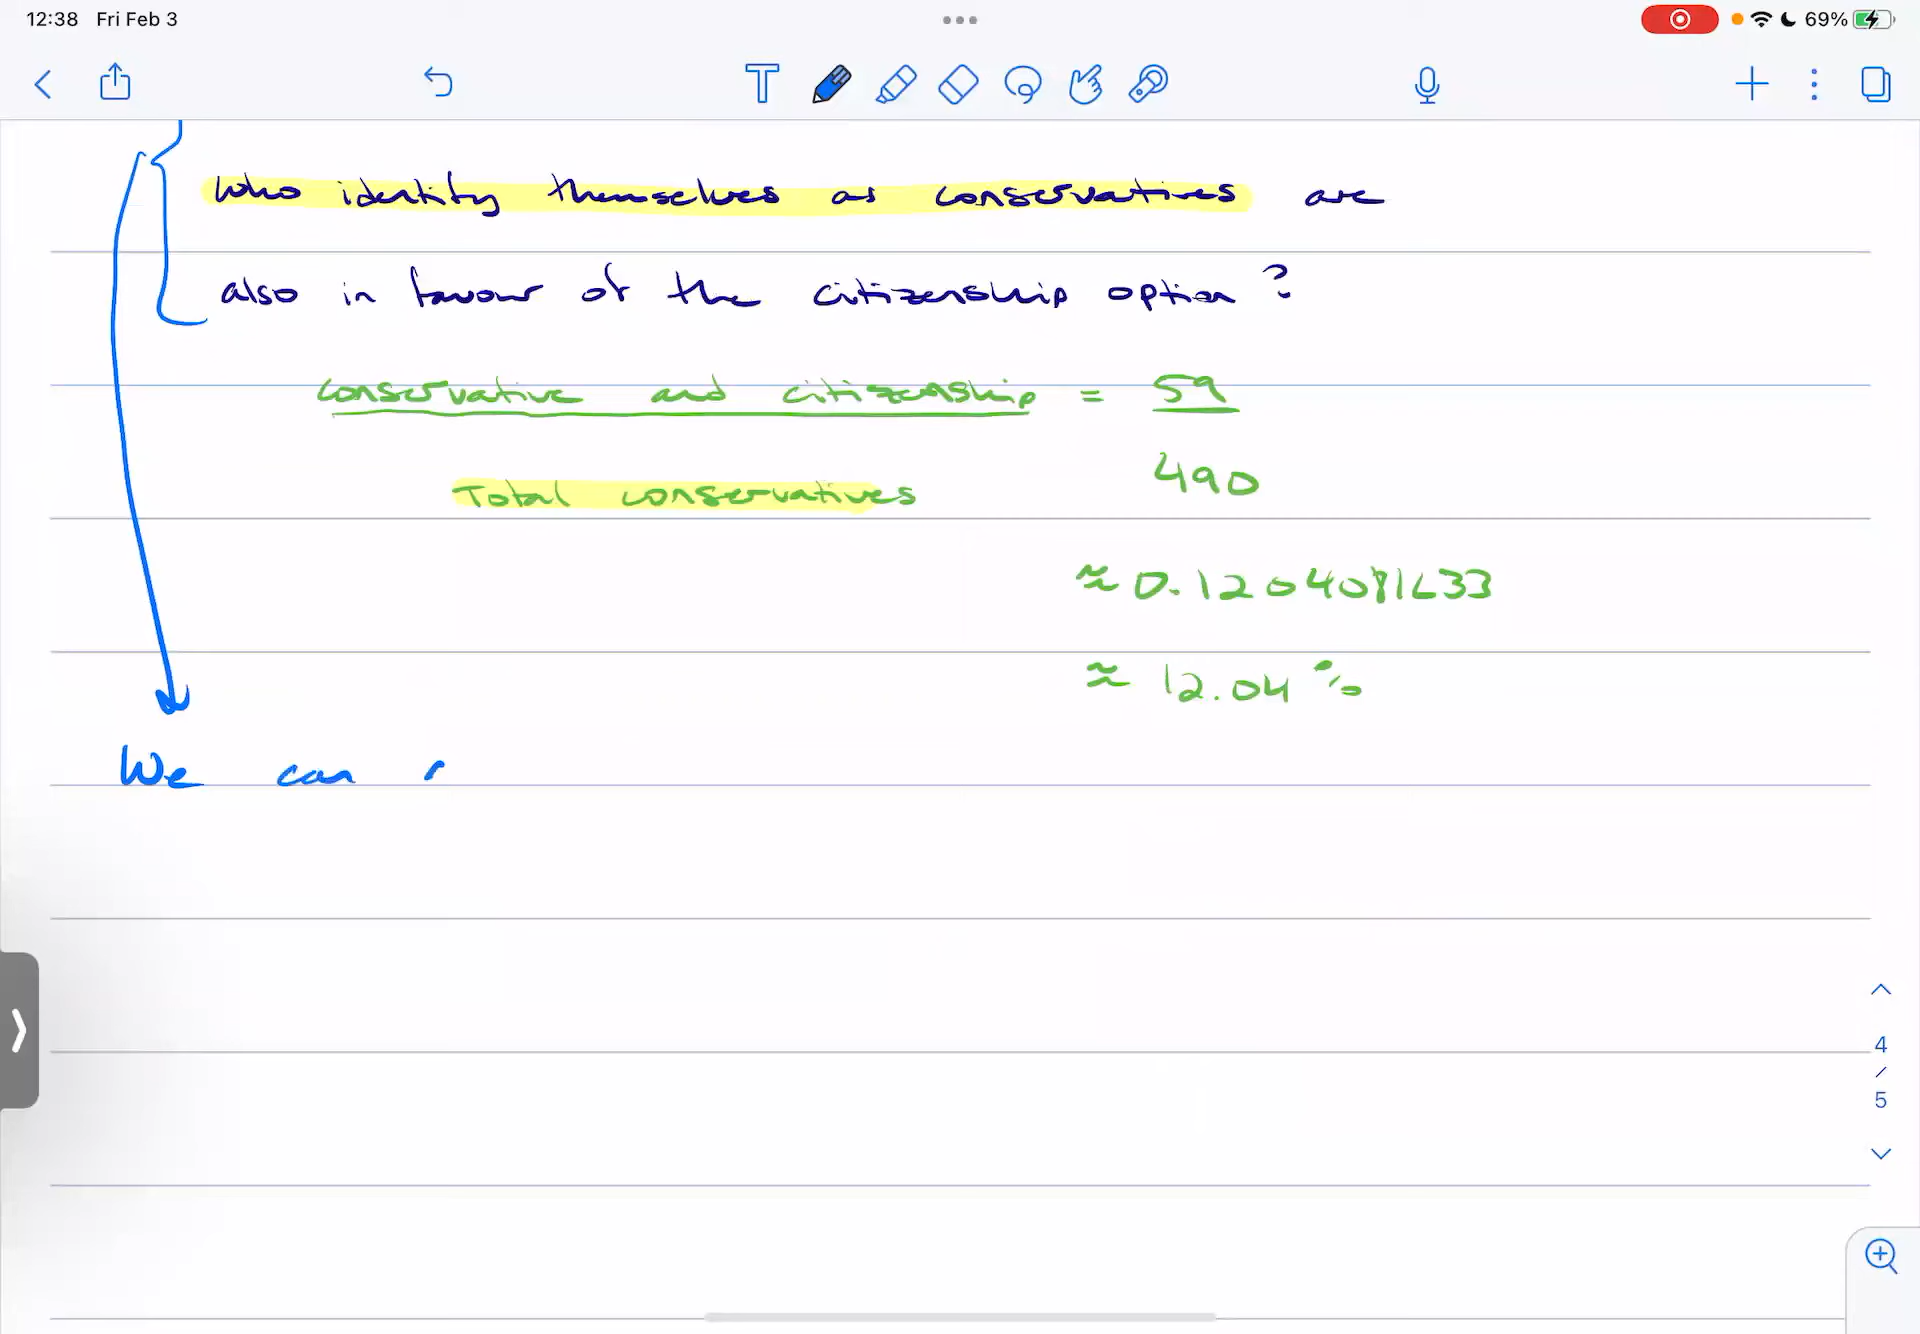 12:38 Fri Feb 3
69%
T
who identify themselves as conservatives are
also in favour of the citizenship option?
conservative and citizenship = 59
Total conservatives 490
≈ 0.1204081633
≈ 12.04%
We can
4
/
5